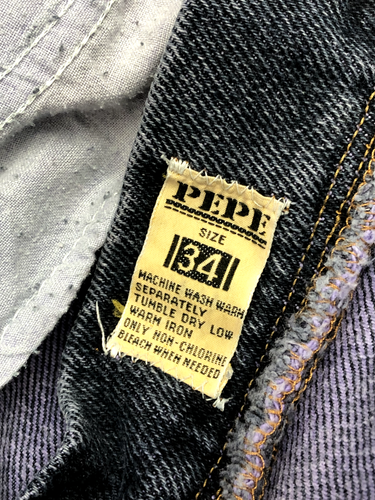 PEPE
SIZE
34
MACHINE WASH WARM
SEPARATELY
TUMBLE DRY LOW
WARM IRON
ONLY NON-CHLORINE
BLEACH WHEN NEEDED